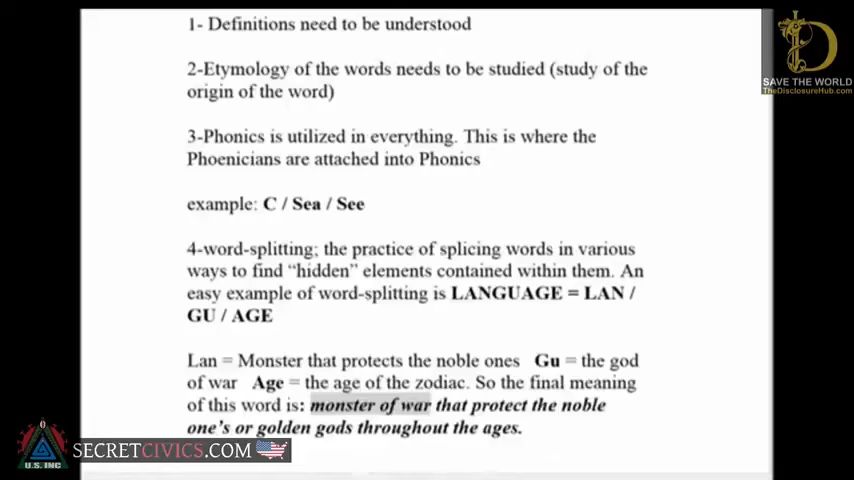 1- Definitions need to be understood
2-Etymology of the words needs to be studied (study of the
origin of the word)
3-Phonics is utilized in everything. This is where the
Phoenicians are attached into Phonics
example: C / Sea / See
4-word-splitting; the practice of splicing words in various
ways to find “hidden” elements contained within them. An
easy example of word-splitting is LANGUAGE = LAN /
GU / AGE
Lan = Monster that protects the noble ones Gu = the god
of war Age = the age of the zodiac. So the final meaning
of this word is: monster of war that protect the noble
one’s or golden gods throughout the ages.
SAVE THE WORLD
TheDisclosureHub.com
U.S. INC
SECRETCIVICS.COM